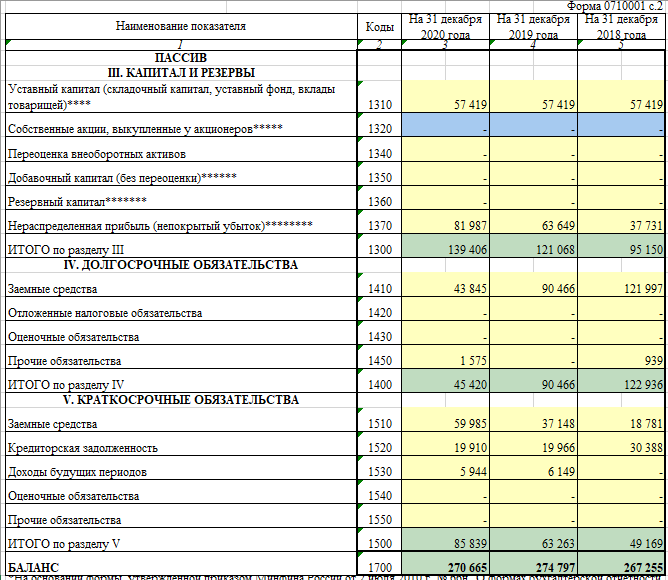 Форма 0710001 с.2
Наименование показателя Коды На 31 декабря 2020 года На 31 декабря 2019 года На 31 декабря 2018 года
1 2 3 4 5
ПАССИВ
III. КАПИТАЛ И РЕЗЕРВЫ
Уставный капитал (складочный капитал, уставный фонд, вклады
товарищей)**** 1310 57 419 57 419 57 419
Собственные акции, выкупленные у акционеров***** 1320 - - -
Переоценка внеоборотных активов 1340 - - -
Добавочный капитал (без переоценки)****** 1350 - - -
Резервный капитал******* 1360 - - -
Нераспределенная прибыль (непокрытый убыток)******** 1370 81 987 63 649 37 731
ИТОГО по разделу III 1300 139 406 121 068 95 150
IV. ДОЛГОСРОЧНЫЕ ОБЯЗАТЕЛЬСТВА
Заемные средства 1410 43 845 90 466 121 997
Отложенные налоговые обязательства 1420 - - -
Оценочные обязательства 1430 - - -
Прочие обязательства 1450 1 575 - 939
ИТОГО по разделу IV 1400 45 420 90 466 122 936
V. КРАТКОСРОЧНЫЕ ОБЯЗАТЕЛЬСТВА
Заемные средства 1510 59 985 37 148 18 781
Кредиторская задолженность 1520 19 910 19 966 30 388
Доходы будущих периодов 1530 5 944 6 149 -
Оценочные обязательства 1540 - - -
Прочие обязательства 1550 - - -
ИТОГО по разделу V 1500 85 839 63 263 49 169
БАЛАНС 1700 270 665 274 797 267 255